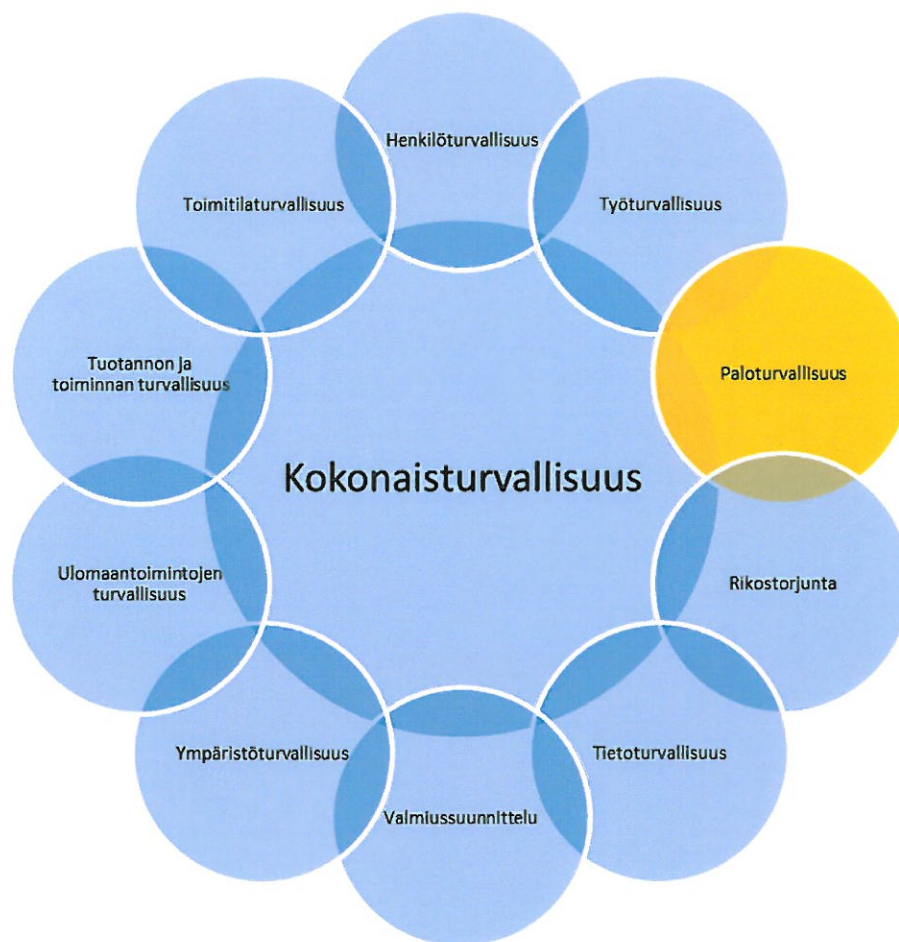 Henkilöturvallisuus
Työturvallisuus
Paloturvallisuus
Rikostorjunta
Tietoturvallisuus
Valmiussuunnittelu
Ympäristöturvallisuus
Ulomaantoimintojen
turvallisuus
Tuotannon ja
toiminnan turvallisuus
Toimitilaturvallisuus
Kokonaisturvallisuus